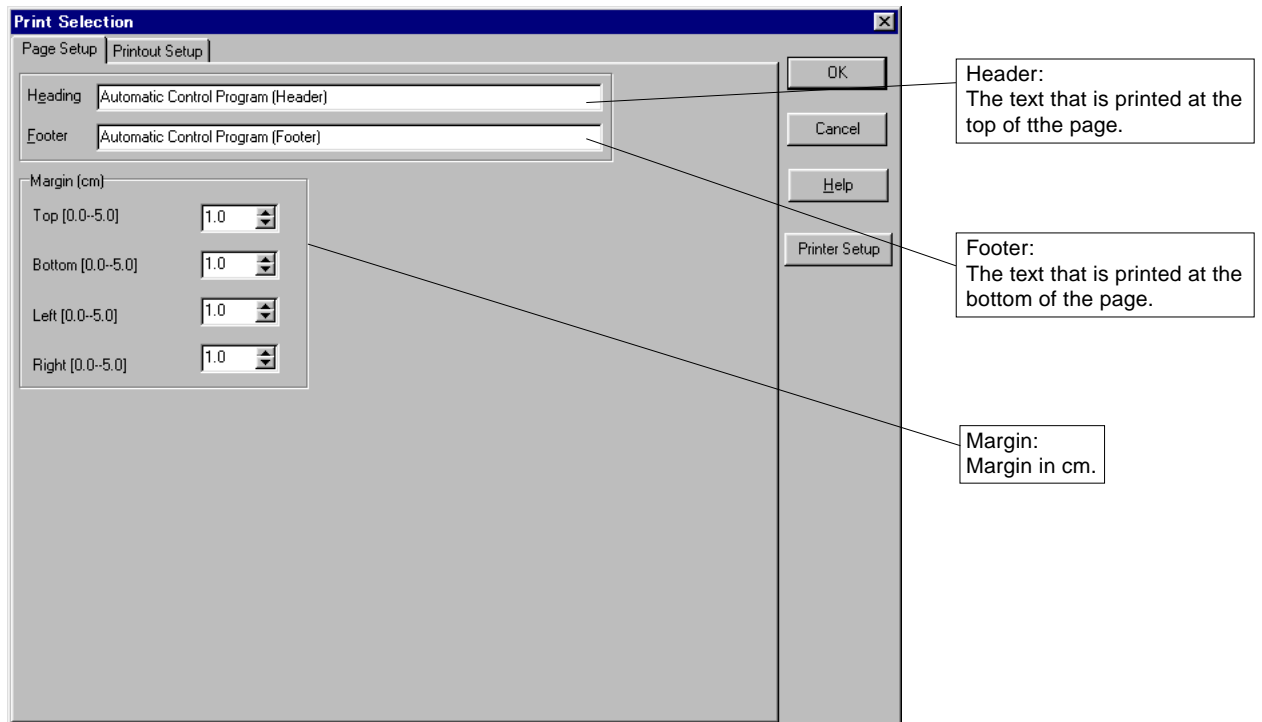 Print Selection
Page Setup
Printout Setup
Heading
Automatic Control Program (Header)
Footer
Automatic Control Program (Footer)
Margin (cm)
Top [0.0--5.0]
1.0
Bottom [0.0--5.0]
1.0
Left [0.0--5.0]
1.0
Right [0.0--5.0]
1.0
OK
Cancel
Help
Printer Setup
Header:
The text that is printed at the
top of tthe page.
Footer:
The text that is printed at the
bottom of the page.
Margin:
Margin in cm.